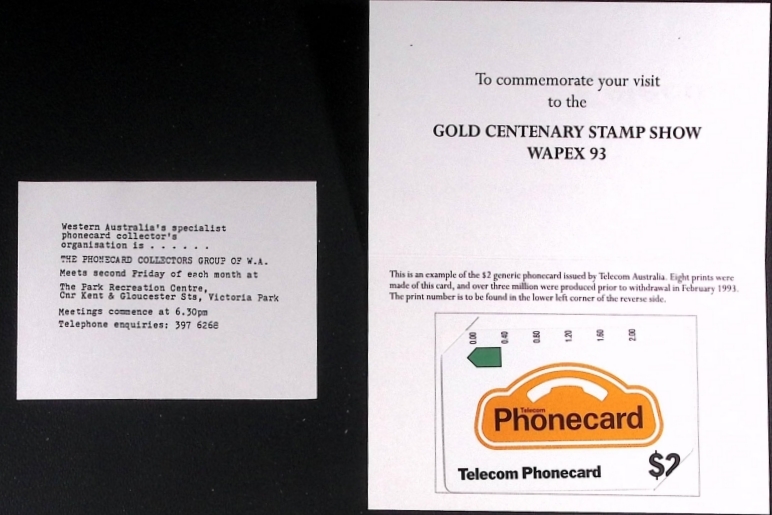 Western Australia's specialist
phonecard collector's
organisation is . . . . . .
THE PHONECARD COLLECTORS GROUP OF W.A.
Meets second Friday of each month at
The Park Recreation Centre,
Cnr Kent & Gloucester Sts, Victoria Park
Meetings commence at 6.30pm
Telephone enquiries: 397 6268
To commemorate your visit
to the
GOLD CENTENARY STAMP SHOW
WAPEX 93
This is an example of the $2 generic phonecard issued by Telecom Australia. Eight prints were
made of this card, and over three million were produced prior to withdrawal in February 1993.
The print number is to be found in the lower left corner of the reverse side.
0.00 0.40 0.80 1.20 1.60 2.00
Telecom
Phonecard
Telecom Phonecard $2